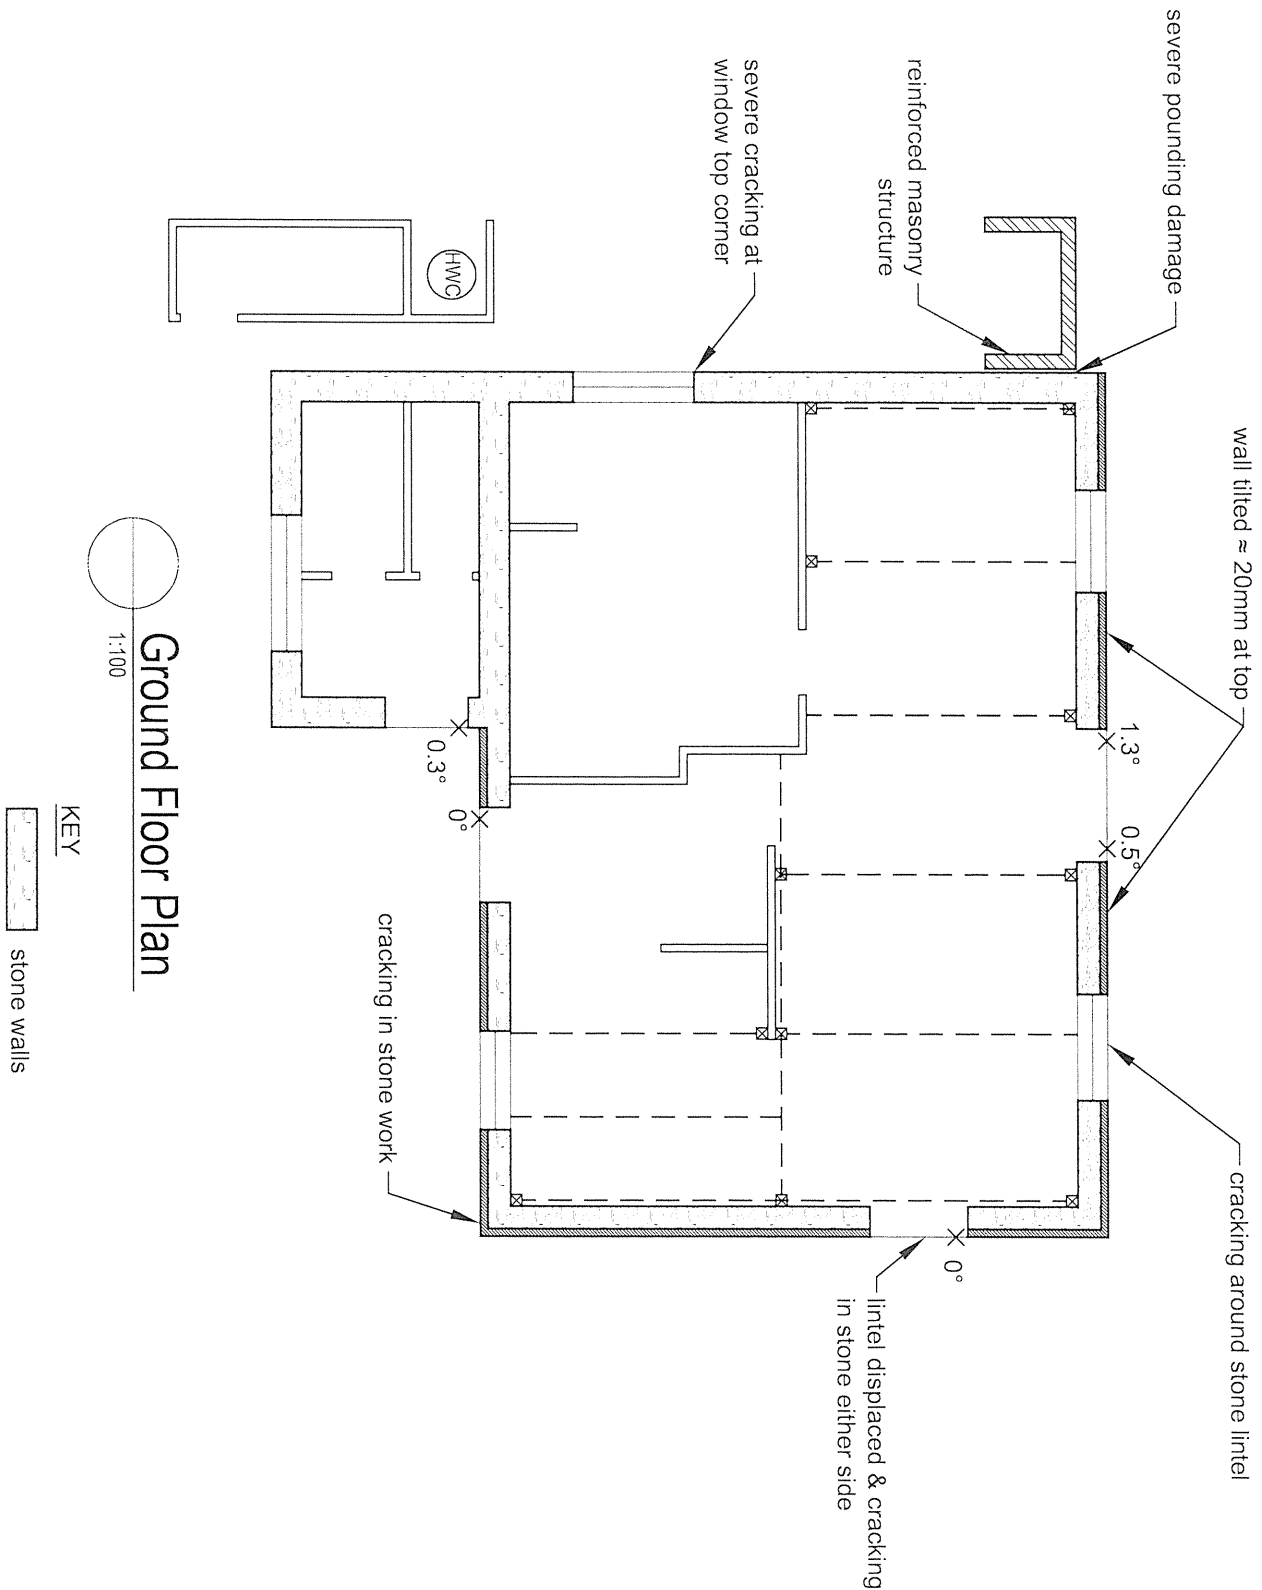 severe pounding damage
wall tilted ≈ 20mm at top
cracking around stone lintel
1.3°
0.5°
reinforced masonry
structure
severe cracking at
window top corner
lintel displaced & cracking
in stone either side
0°
HWC
0.3°
0°
cracking in stone work
Ground Floor Plan
1:100
KEY
stone walls